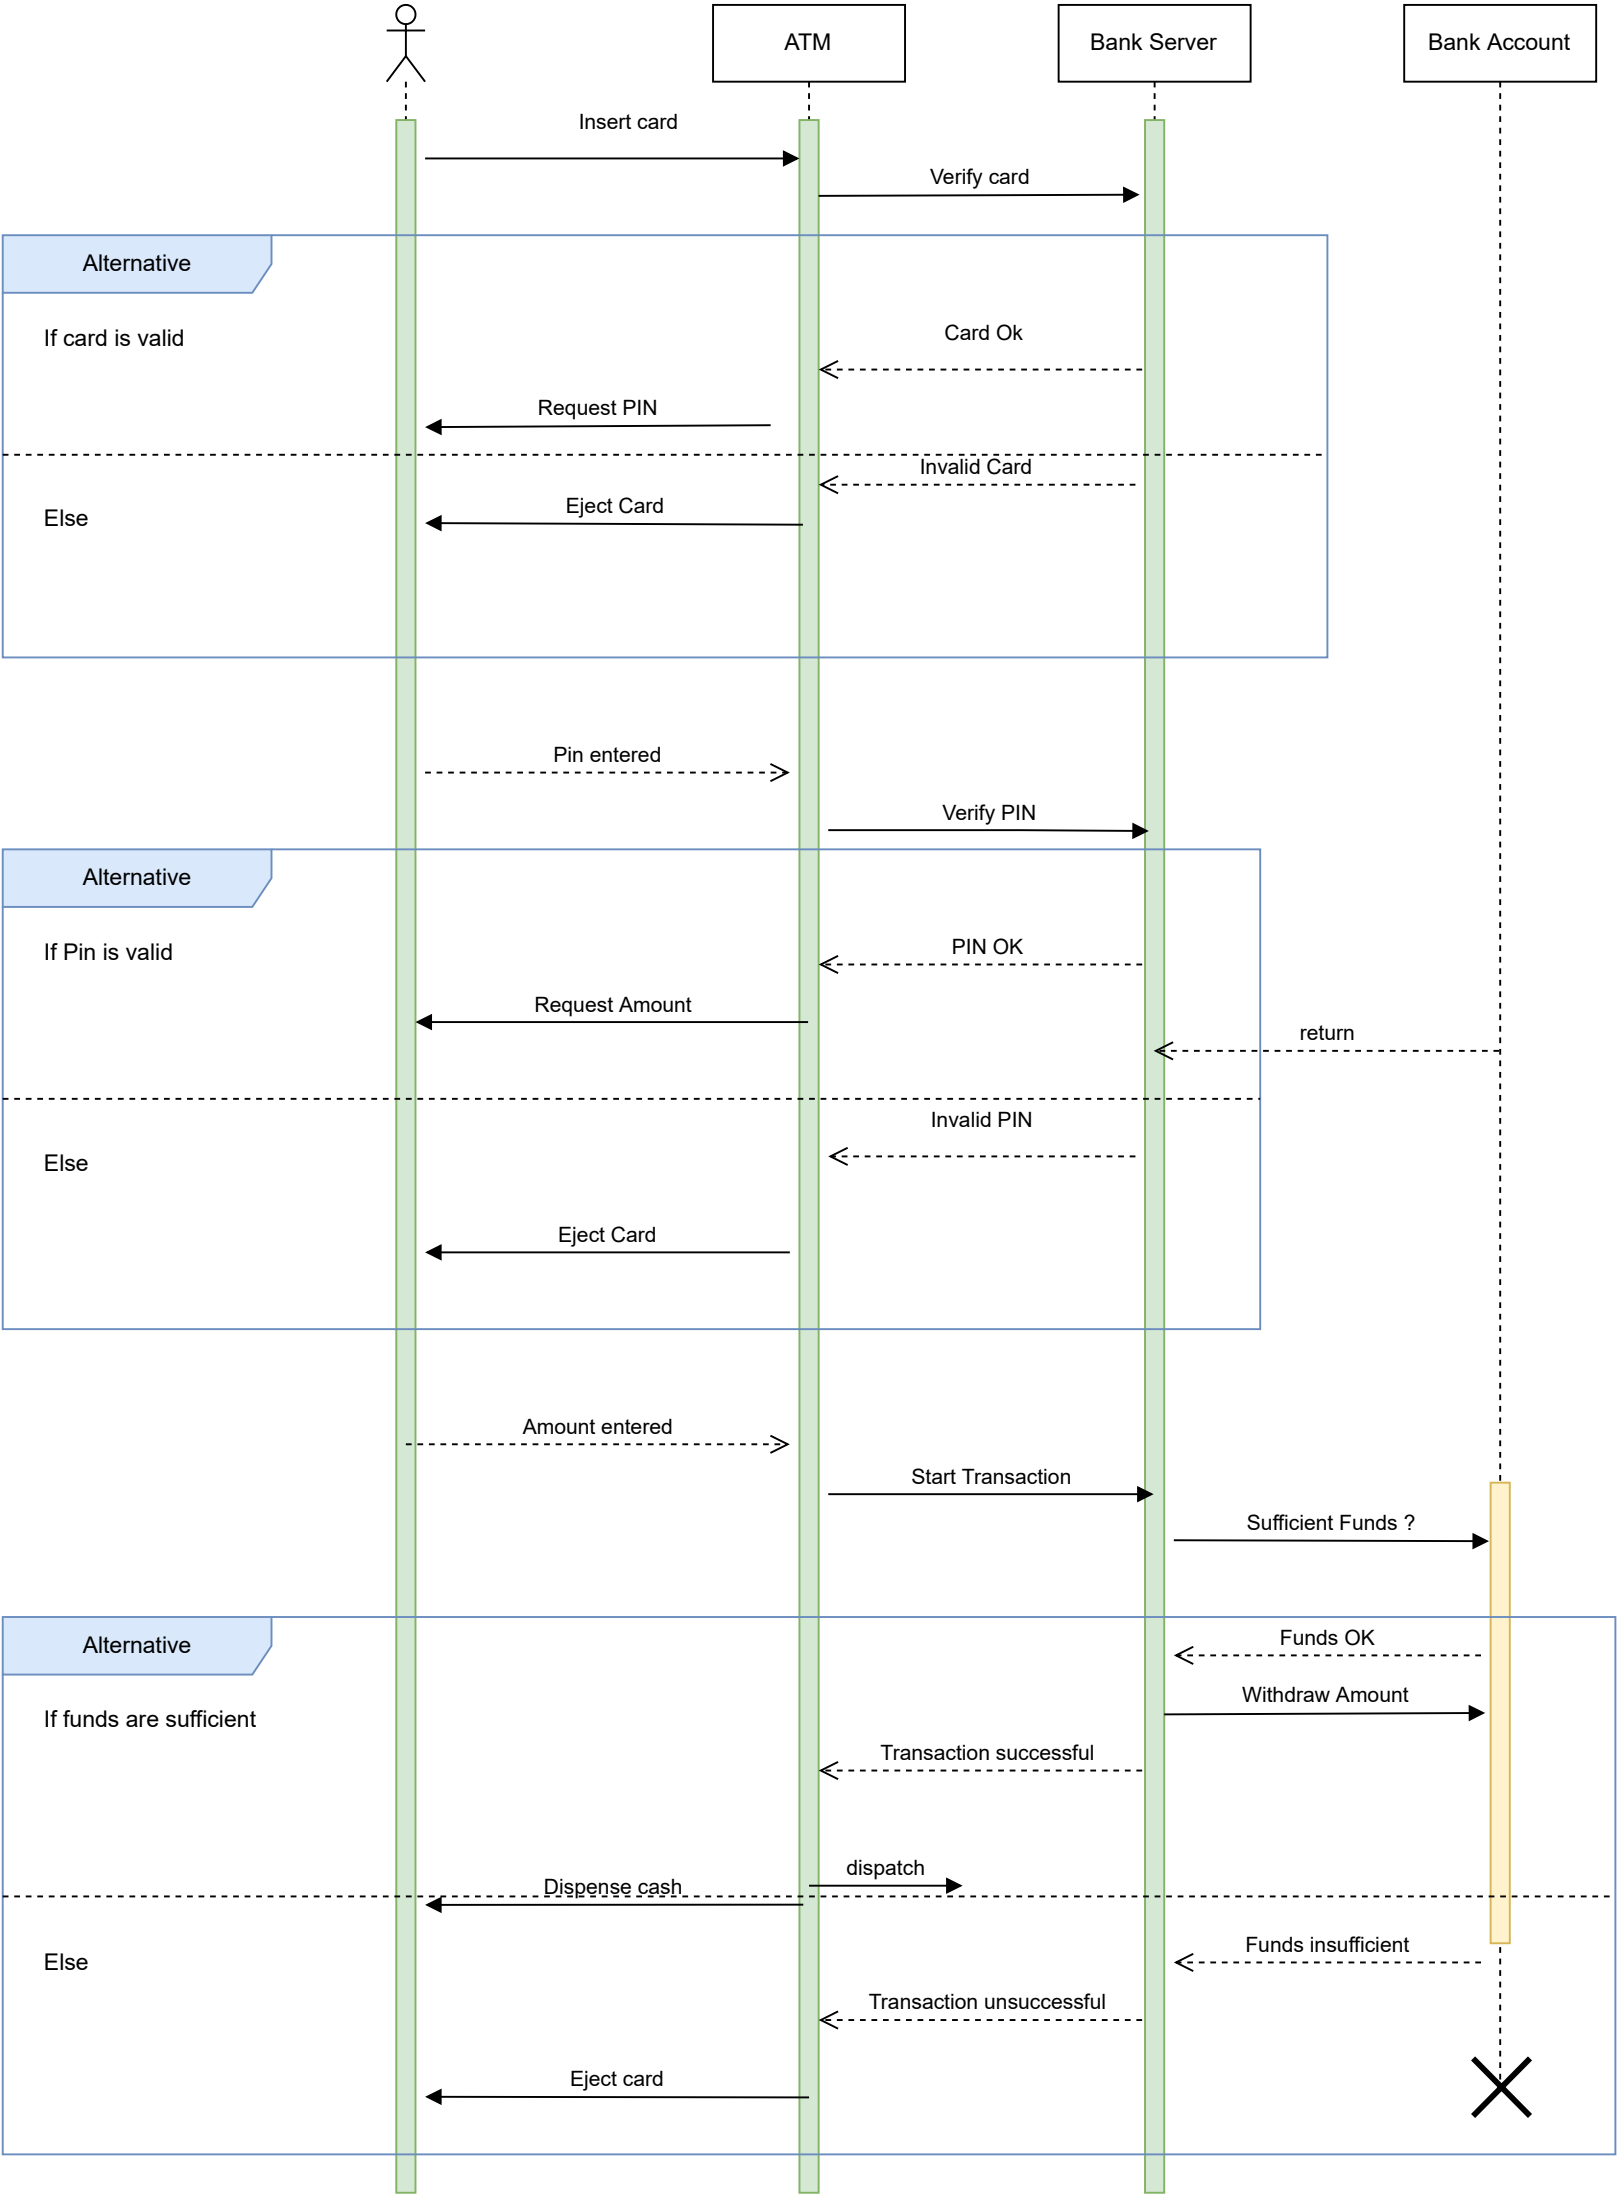 ATM
Bank Server
Bank Account
Insert card
Verify card
Alternative
If card is valid
Card Ok
Request PIN
Invalid Card
Eject Card
Else
Pin entered
Verify PIN
Alternative
If Pin is valid
PIN OK
Request Amount
return
Invalid PIN
Else
Eject Card
Amount entered
Start Transaction
Sufficient Funds ?
Alternative
Funds OK
Withdraw Amount
If funds are sufficient
Transaction successful
dispatch
Dispense cash
Funds insufficient
Else
Transaction unsuccessful
Eject card